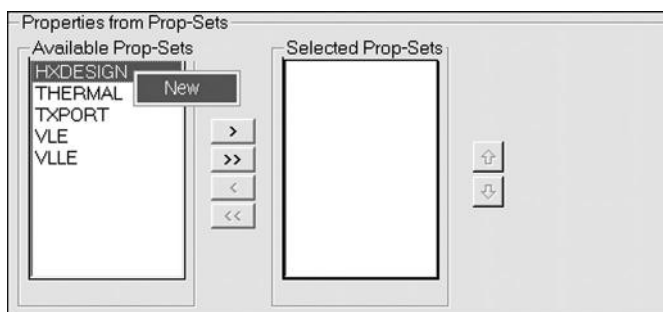 Properties from Prop-Sets
Available Prop-Sets
Selected Prop-Sets
HXDESIGN
New
THERMAL
TXPORT
VLE
VLLE
>
>>
<
<<